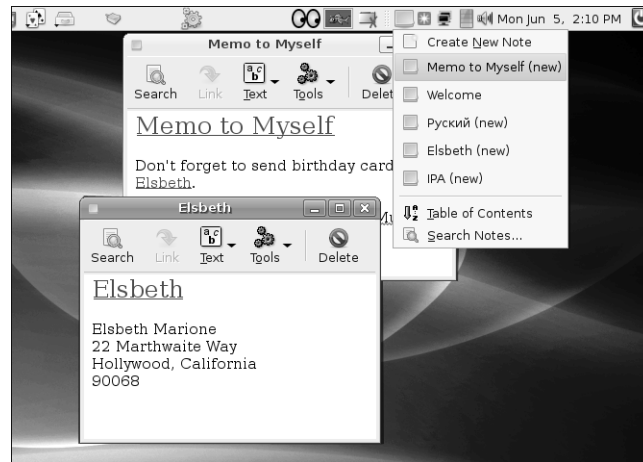 Mon Jun 5, 2:10 PM
Memo to Myself
Search Link Text Tools Delet
Memo to Myself
Don't forget to send birthday card
Elsbeth.
Create New Note
Memo to Myself (new)
Welcome
Руский (new)
Elsbeth (new)
IPA (new)
Table of Contents
Search Notes...
Elsbeth
Search Link Text Tools Delete
Elsbeth
Elsbeth Marione
22 Marthwaite Way
Hollywood, California
90068